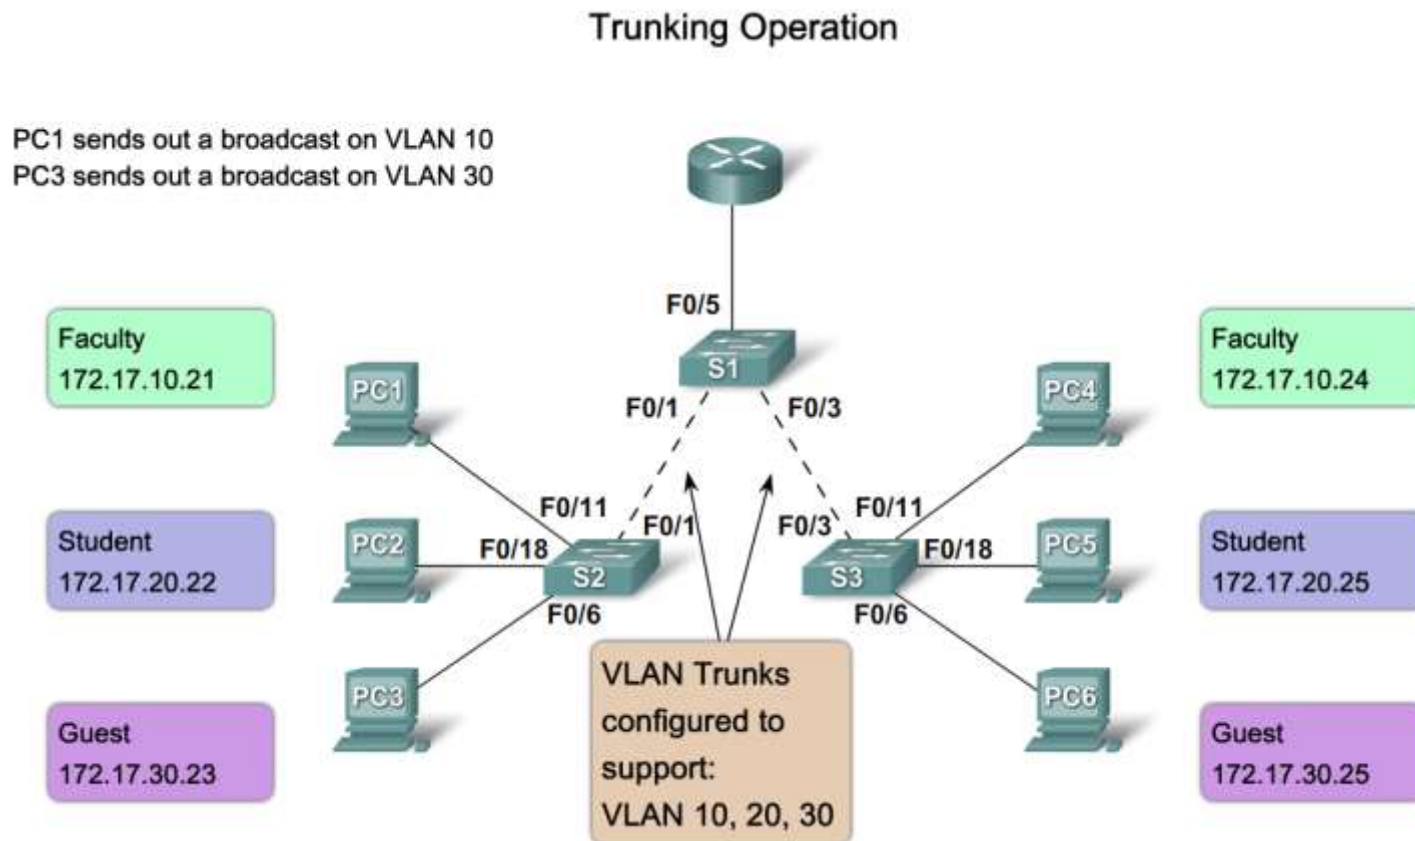 Trunking Operation
PC1 sends out a broadcast on VLAN 10
PC3 sends out a broadcast on VLAN 30
F0/5
S1
F0/1
F0/3
Faculty
172.17.10.21
PC1
PC4
Faculty
172.17.10.24
F0/11
F0/1
F0/3
F0/11
Student
172.17.20.22
PC2
F0/18
S2
S3
F0/18
PC5
Student
172.17.20.25
F0/6
F0/6
Guest
172.17.30.23
PC3
VLAN Trunks
configured to
support:
VLAN 10, 20, 30
PC6
Guest
172.17.30.25